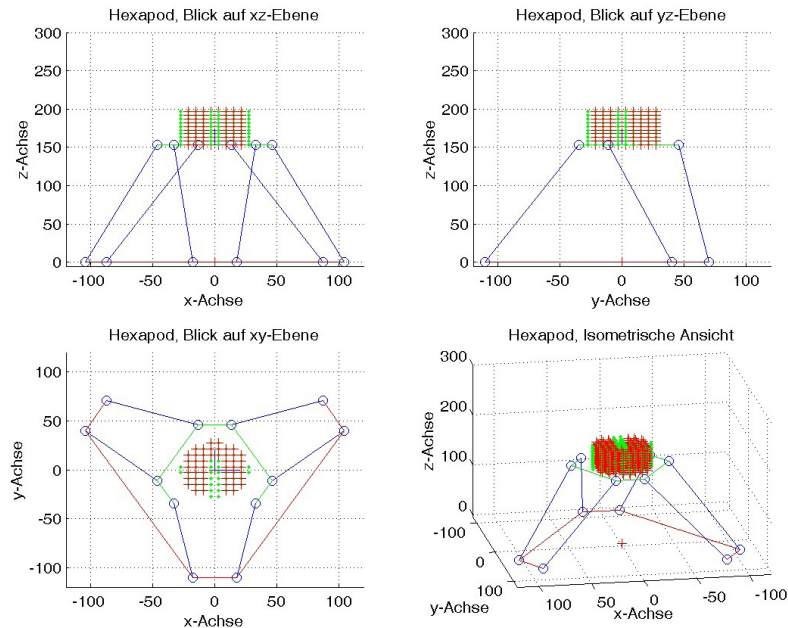 Hexapod, Blick auf xz-Ebene
300
250
200
150
100
50
0
z-Achse
-100 -50 0 50 100
x-Achse
Hexapod, Blick auf yz-Ebene
300
250
200
150
100
50
0
z-Achse
-100 -50 0 50 100
y-Achse
Hexapod, Blick auf xy-Ebene
100
50
0
-50
-100
y-Achse
-100 -50 0 50 100
x-Achse
Hexapod, Isometrische Ansicht
300
200
100
0
z-Achse
-100
0
100
y-Achse
100 50 0 -50 -100
x-Achse